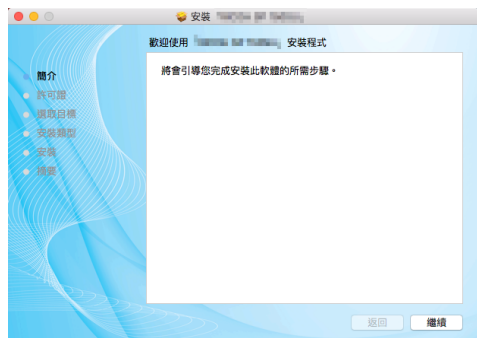 安裝「
歡迎使用「 」安裝程式
將會引導您完成安裝此軟體的所需步驟。
簡介
許可證
選取目標
安裝類型
安裝
摘要
返回
繼續